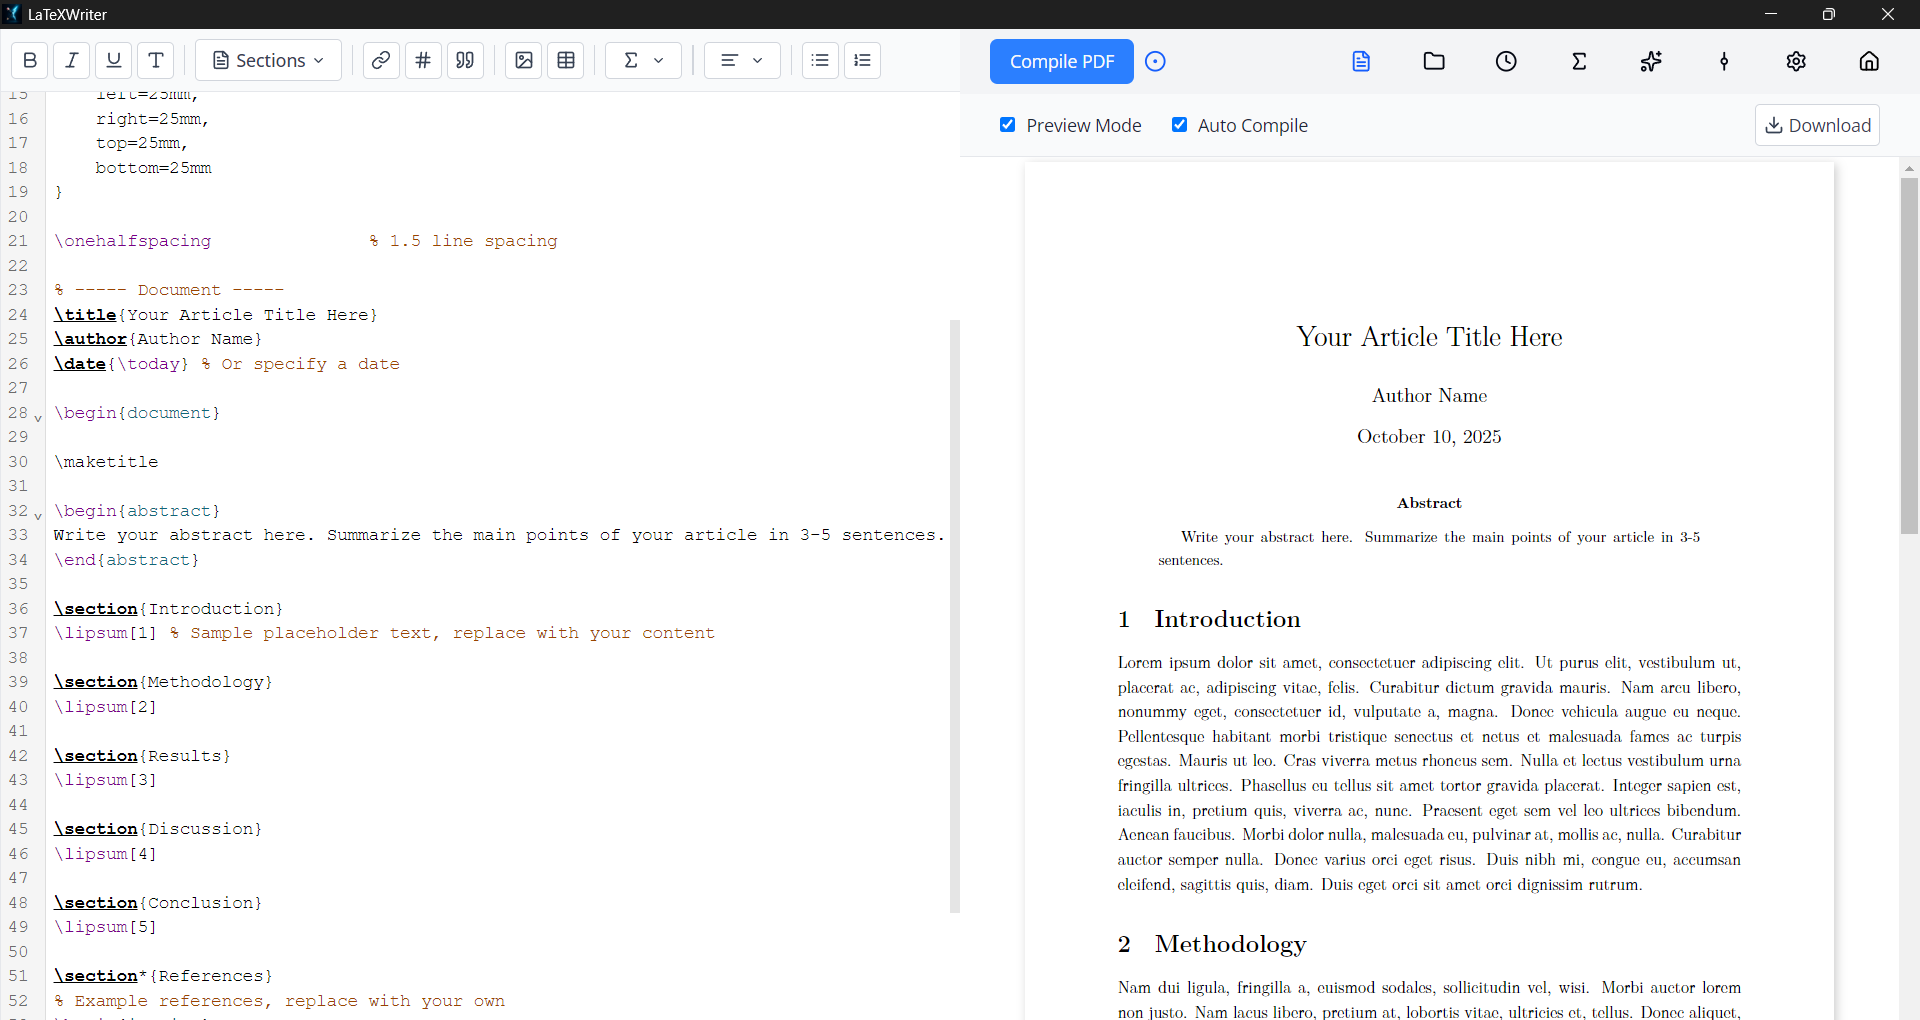 LaTeXWriter
Sections
Compile PDF
Preview Mode
Auto Compile
Download
15 left=25mm,
16 right=25mm,
17 top=25mm,
18 bottom=25mm
19 }
20
21 \onehalfspacing % 1.5 line spacing
22
23 % ----- Document -----
24 \title{Your Article Title Here}
25 \author{Author Name}
26 \date{\today} % Or specify a date
27
28 \begin{document}
29
30 \maketitle
31
32 \begin{abstract}
33 Write your abstract here. Summarize the main points of your article in 3-5 sentences.
34 \end{abstract}
35
36 \section{Introduction}
37 \lipsum[1] % Sample placeholder text, replace with your content
38
39 \section{Methodology}
40 \lipsum[2]
41
42 \section{Results}
43 \lipsum[3]
44
45 \section{Discussion}
46 \lipsum[4]
47
48 \section{Conclusion}
49 \lipsum[5]
50
51 \section*{References}
52 % Example references, replace with your own
Your Article Title Here
Author Name
October 10, 2025
Abstract
Write your abstract here. Summarize the main points of your article in 3-5
sentences.
1 Introduction
Lorem ipsum dolor sit amet, consectetuer adipiscing elit. Ut purus elit, vestibulum ut,
placerat ac, adipiscing vitae, felis. Curabitur dictum gravida mauris. Nam arcu libero,
nonummy eget, consectetuer id, vulputate a, magna. Donec vehicula augue eu neque.
Pellentesque habitant morbi tristique senectus et netus et malesuada fames ac turpis
egestas. Mauris ut leo. Cras viverra metus rhoncus sem. Nulla et lectus vestibulum urna
fringilla ultrices. Phasellus eu tellus sit amet tortor gravida placerat. Integer sapien est,
iaculis in, pretium quis, viverra ac, nunc. Praesent eget sem vel leo ultrices bibendum.
Aenean faucibus. Morbi dolor nulla, malesuada eu, pulvinar at, mollis ac, nulla. Curabitur
auctor semper nulla. Donec varius orci eget risus. Duis nibh mi, congue eu, accumsan
eleifend, sagittis quis, diam. Duis eget orci sit amet orci dignissim rutrum.
2 Methodology
Nam dui ligula, fringilla a, euismod sodales, sollicitudin vel, wisi. Morbi auctor lorem
non justo. Nam lacus libero, pretium at, lobortis vitae, ultricies et, tellus. Donec aliquet,